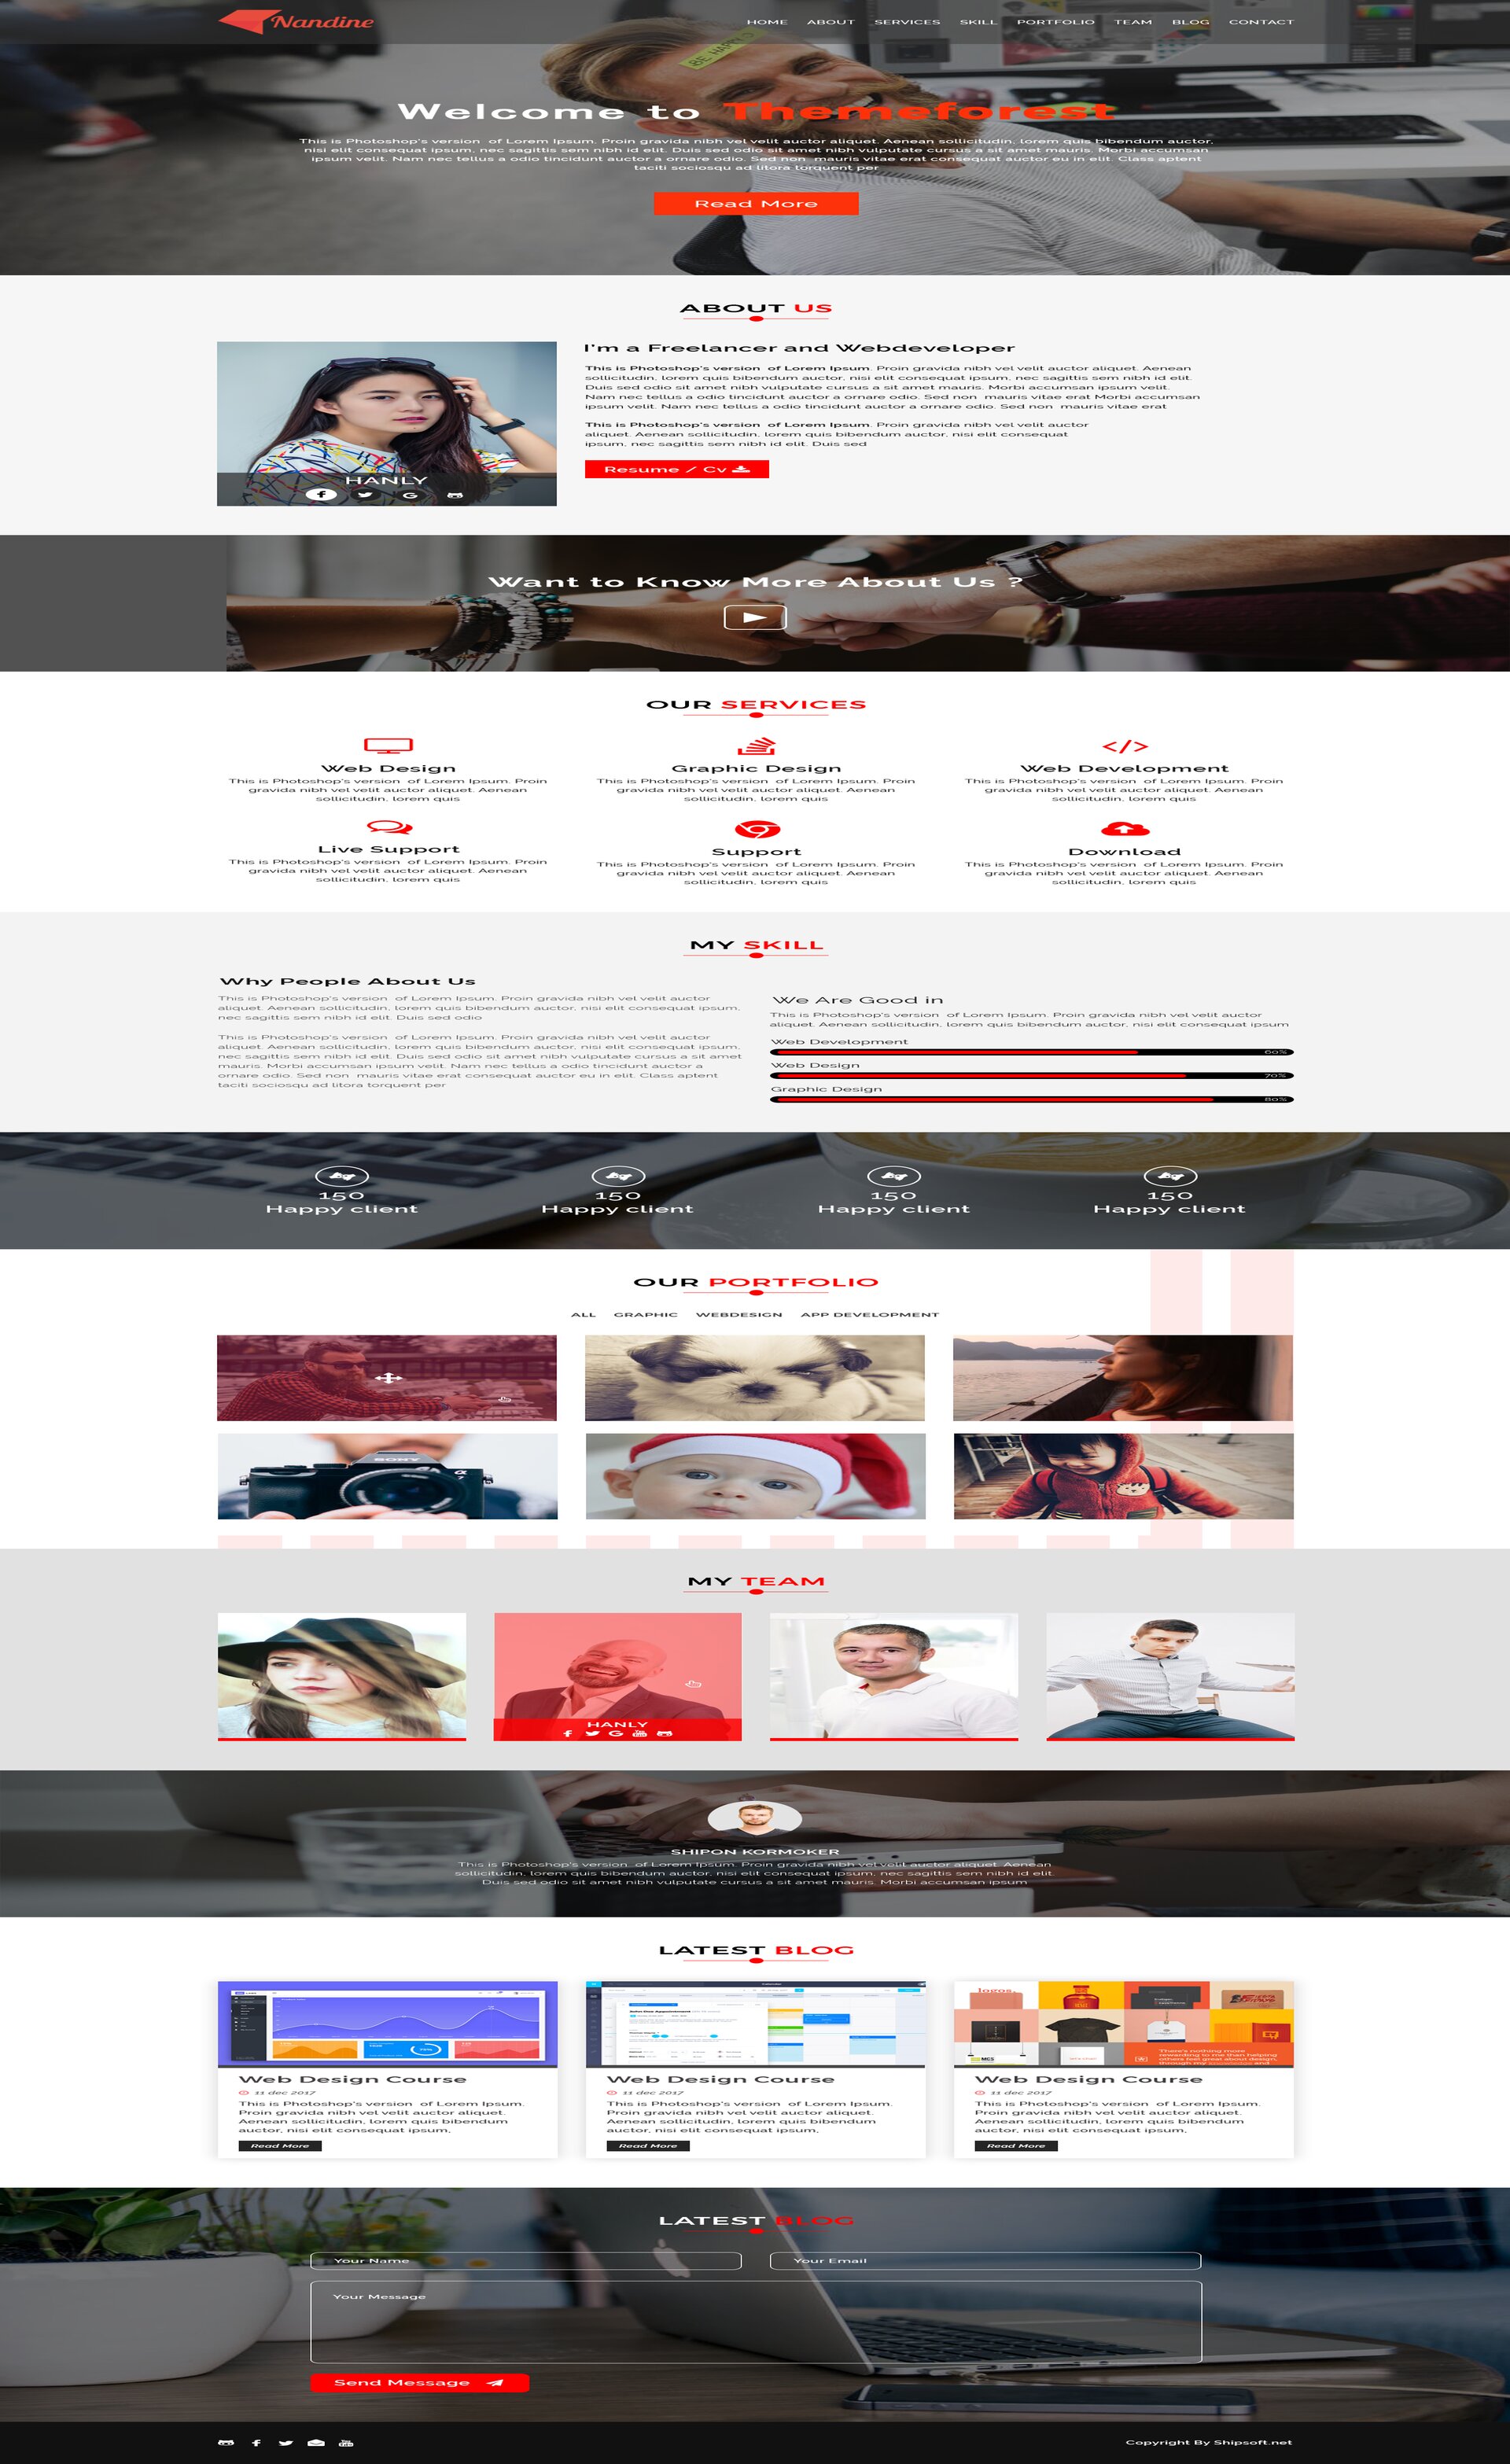 Nandine
HOME ABOUT SERVICES SKILL PORTFOLIO TEAM BLOG CONTACT
BE HAPPY
Welcome to Themeforest
This is Photoshop's version of Lorem Ipsum. Proin gravida nibh vel velit auctor aliquet. Aenean sollicitudin, lorem quis bibendum auctor,
nisi elit consequat ipsum, nec sagittis sem nibh id elit. Duis sed odio sit amet nibh vulputate cursus a sit amet mauris. Morbi accumsan
ipsum velit. Nam nec tellus a odio tincidunt auctor a ornare odio. Sed non mauris vitae erat consequat auctor eu in elit. Class aptent
taciti sociosqu ad litora torquent per
Read More
ABOUT US
I'm a Freelancer and Webdeveloper
This is Photoshop's version of Lorem Ipsum. Proin gravida nibh vel velit auctor aliquet. Aenean
sollicitudin, lorem quis bibendum auctor, nisi elit consequat ipsum, nec sagittis sem nibh id elit.
Duis sed odio sit amet nibh vulputate cursus a sit amet mauris. Morbi accumsan ipsum velit.
Nam nec tellus a odio tincidunt auctor a ornare odio. Sed non mauris vitae erat Morbi accumsan
ipsum velit. Nam nec tellus a odio tincidunt auctor a ornare odio. Sed non mauris vitae erat
This is Photoshop's version of Lorem Ipsum. Proin gravida nibh vel velit auctor
aliquet. Aenean sollicitudin, lorem quis bibendum auctor, nisi elit consequat
ipsum, nec sagittis sem nibh id elit. Duis sed
Resume / Cv
HANLY
Want to Know More About Us ?
OUR SERVICES
Web Design
This is Photoshop's version of Lorem Ipsum. Proin
gravida nibh vel velit auctor aliquet. Aenean
sollicitudin, lorem quis
Graphic Design
This is Photoshop's version of Lorem Ipsum. Proin
gravida nibh vel velit auctor aliquet. Aenean
sollicitudin, lorem quis
Web Development
This is Photoshop's version of Lorem Ipsum. Proin
gravida nibh vel velit auctor aliquet. Aenean
sollicitudin, lorem quis
Live Support
This is Photoshop's version of Lorem Ipsum. Proin
gravida nibh vel velit auctor aliquet. Aenean
sollicitudin, lorem quis
Support
This is Photoshop's version of Lorem Ipsum. Proin
gravida nibh vel velit auctor aliquet. Aenean
sollicitudin, lorem quis
Download
This is Photoshop's version of Lorem Ipsum. Proin
gravida nibh vel velit auctor aliquet. Aenean
sollicitudin, lorem quis
MY SKILL
Why People About Us
This is Photoshop's version of Lorem Ipsum. Proin gravida nibh vel velit auctor
aliquet. Aenean sollicitudin, lorem quis bibendum auctor, nisi elit consequat ipsum,
nec sagittis sem nibh id elit. Duis sed odio
This is Photoshop's version of Lorem Ipsum. Proin gravida nibh vel velit auctor
aliquet. Aenean sollicitudin, lorem quis bibendum auctor, nisi elit consequat ipsum,
nec sagittis sem nibh id elit. Duis sed odio sit amet nibh vulputate cursus a sit amet
mauris. Morbi accumsan ipsum velit. Nam nec tellus a odio tincidunt auctor a
ornare odio. Sed non mauris vitae erat consequat auctor eu in elit. Class aptent
taciti sociosqu ad litora torquent per
We Are Good in
This is Photoshop's version of Lorem Ipsum. Proin gravida nibh vel velit auctor
aliquet. Aenean sollicitudin, lorem quis bibendum auctor, nisi elit consequat ipsum
Web Development
60%
Web Design
70%
Graphic Design
80%
150
Happy client
150
Happy client
150
Happy client
150
Happy client
OUR PORTFOLIO
ALL GRAPHIC WEBDESIGN APP DEVELOPMENT
SONY
MY TEAM
HANLY
SHIPON KORMOKER
This is Photoshop's version of Lorem Ipsum. Proin gravida nibh vel velit auctor aliquet. Aenean
sollicitudin, lorem quis bibendum auctor, nisi elit consequat ipsum, nec sagittis sem nibh id elit.
Duis sed odio sit amet nibh vulputate cursus a sit amet mauris. Morbi accumsan ipsum
LATEST BLOG
logos.
There's nothing more
rewarding to me than helping
others feel great about design,
Web Design Course
11 dec 2017
This is Photoshop's version of Lorem Ipsum.
Proin gravida nibh vel velit auctor aliquet.
Aenean sollicitudin, lorem quis bibendum
auctor, nisi elit consequat ipsum,
Read More
Web Design Course
11 dec 2017
This is Photoshop's version of Lorem Ipsum.
Proin gravida nibh vel velit auctor aliquet.
Aenean sollicitudin, lorem quis bibendum
auctor, nisi elit consequat ipsum,
Read More
Web Design Course
11 dec 2017
This is Photoshop's version of Lorem Ipsum.
Proin gravida nibh vel velit auctor aliquet.
Aenean sollicitudin, lorem quis bibendum
auctor, nisi elit consequat ipsum,
Read More
LATEST BLOG
Your Name
Your Email
Your Message
Send Message
Copyright By Shipsoft.net